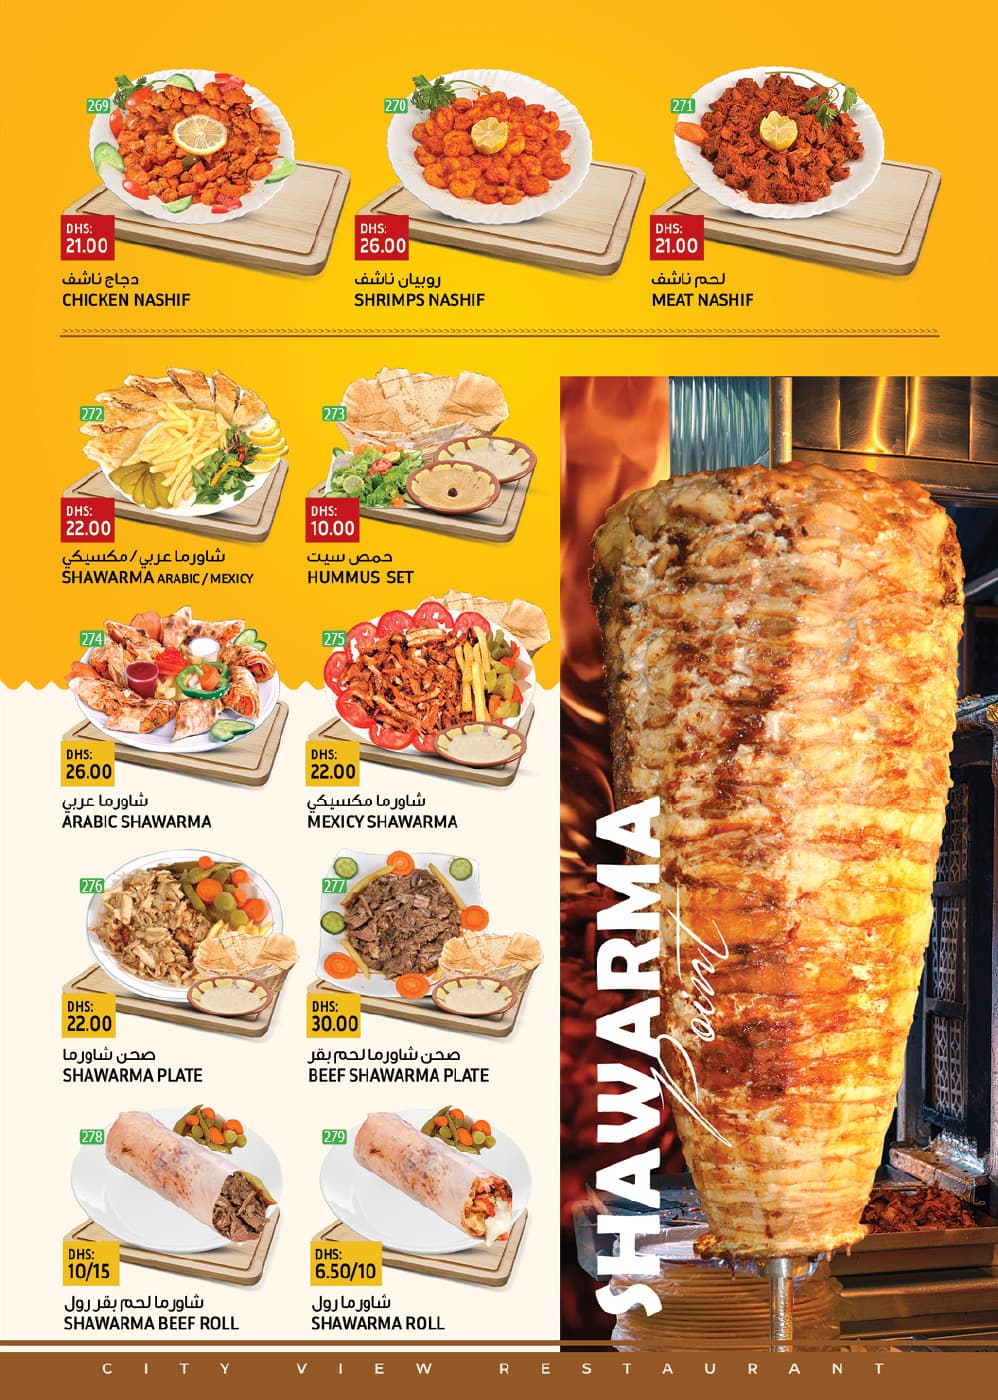 269
DHS:
21.00
دجاج ناشف
CHICKEN NASHIF
270
DHS:
26.00
روبيان ناشف
SHRIMPS NASHIF
271
DHS:
21.00
لحم ناشف
MEAT NASHIF
272
DHS:
22.00
شاورما عربي/مكسيكي
SHAWARMA ARABIC / MEXICY
273
DHS:
10.00
حمص سيت
HUMMUS SET
274
DHS:
26.00
شاورما عربي
ARABIC SHAWARMA
275
DHS:
22.00
شاورما مكسيكي
MEXICY SHAWARMA
276
DHS:
22.00
صحن شاورما
SHAWARMA PLATE
277
DHS:
30.00
صحن شاورما لحم بقر
BEEF SHAWARMA PLATE
278
DHS:
10/15
شاورما لحم بقر رول
SHAWARMA BEEF ROLL
279
DHS:
6.50/10
شاورما رول
SHAWARMA ROLL
SHAWARMA
Point
CITY VIEW RESTAURANT